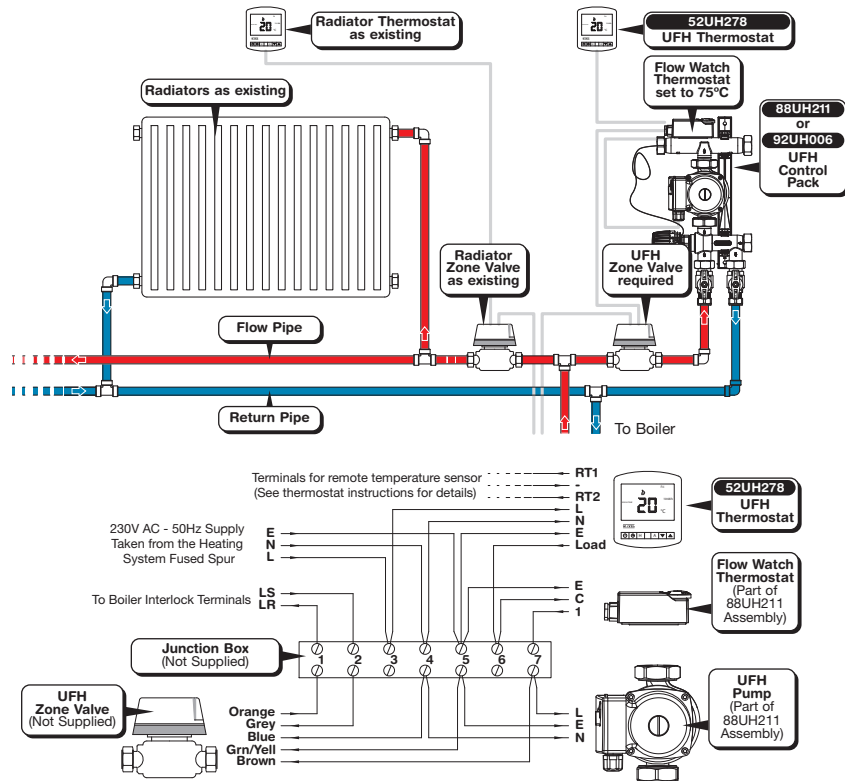 Radiator Thermostat
as existing
52UH278
UFH Thermostat
Flow Watch
Thermostat
set to 75ºC
Radiators as existing
88UH211
or
92UH006
UFH
Control
Pack
Radiator
Zone Valve
as existing
UFH
Zone Valve
required
Flow Pipe
Return Pipe
To Boiler
20
20
Terminals for remote temperature sensor
(See thermostat instructions for details)
RT1
-
RT2
L
N
E
Load
20
52UH278
UFH
Thermostat
230V AC - 50Hz Supply
Taken from the Heating
System Fused Spur
E
N
L
E
C
1
Flow Watch
Thermostat
(Part of
88UH211
Assembly)
To Boiler Interlock Terminals
LS
LR
Junction Box
(Not Supplied)
1 2 3 4 5 6 7
UFH
Zone Valve
(Not Supplied)
Orange
Grey
Blue
Grn/Yell
Brown
L
E
N
UFH
Pump
(Part of
88UH211
Assembly)